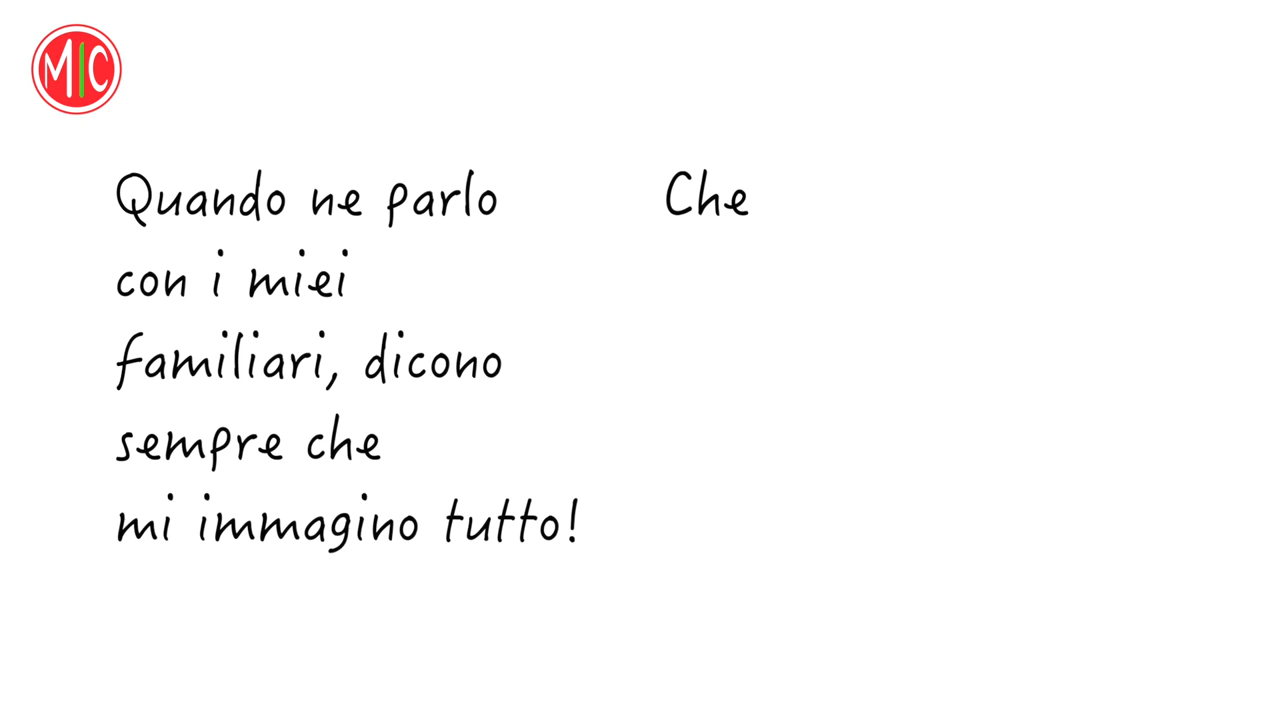 MIC
Quando ne parlo
con i miei
familiari, dicono
sempre che
mi immagino tutto!
Che